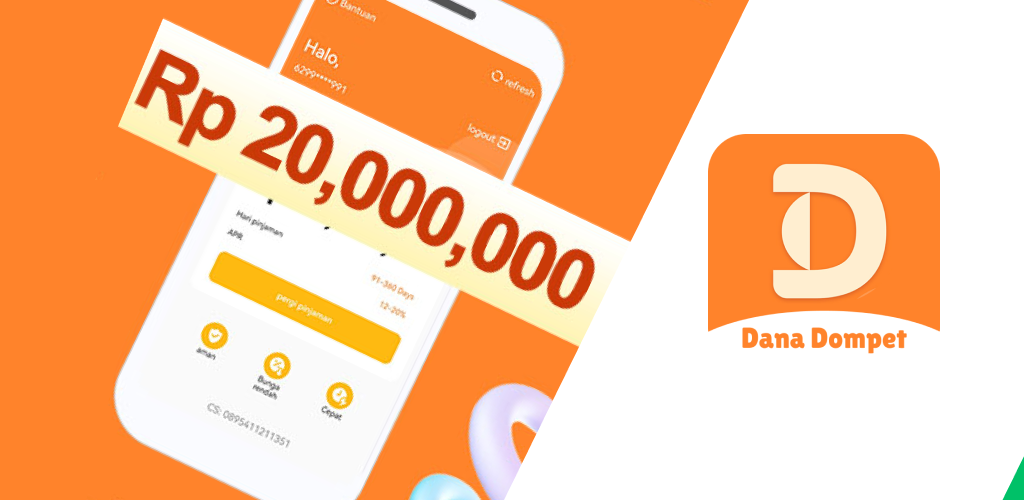 Bantuan
Halo,
6299****991
refresh
logout
Rp 20,000,000
Hari pinjaman
91-360 Days
APR
12-20%
pergi pinjaman
aman
Bunga
rendah
Cepat
CS: 0895411211351
Dana Dompet